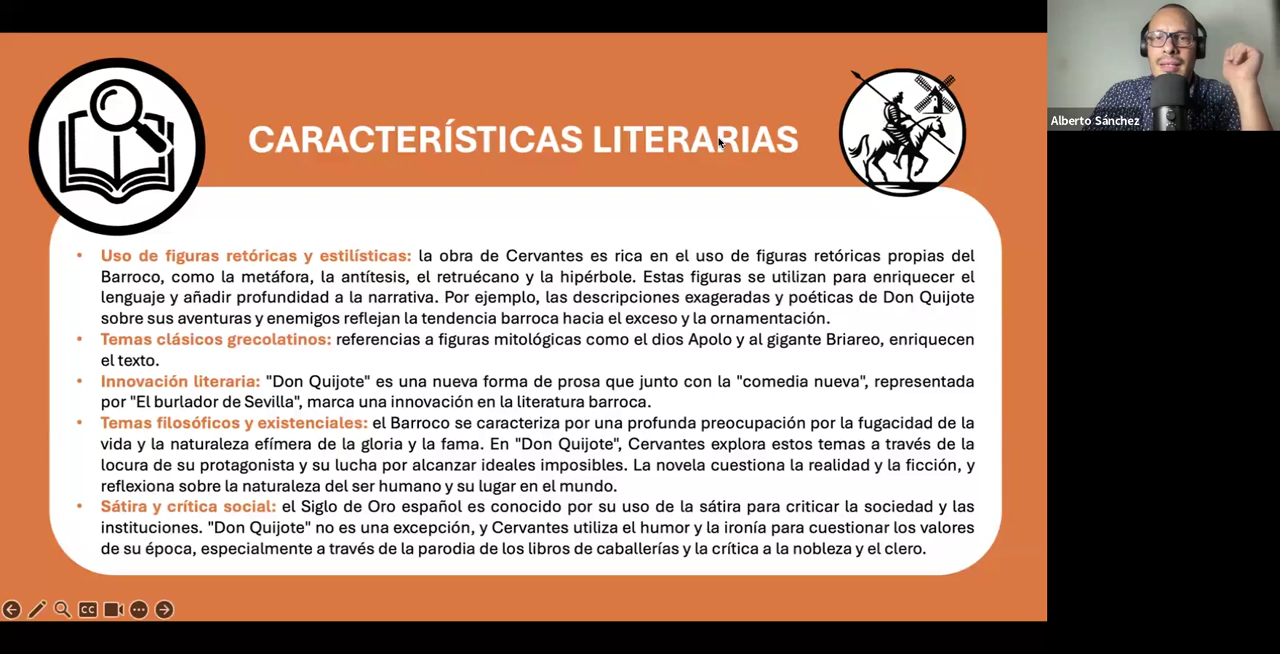 CARACTERÍSTICAS LITERARIAS
Alberto Sánchez
• Uso de figuras retóricas y estilísticas: la obra de Cervantes es rica en el uso de figuras retóricas propias del
Barroco, como la metáfora, la antítesis, el retruécano y la hipérbole. Estas figuras se utilizan para enriquecer el
lenguaje y añadir profundidad a la narrativa. Por ejemplo, las descripciones exageradas y poéticas de Don Quijote
sobre sus aventuras y enemigos reflejan la tendencia barroca hacia el exceso y la ornamentación.
• Temas clásicos grecolatinos: referencias a figuras mitológicas como el dios Apolo y al gigante Briareo, enriquecen
el texto.
• Innovación literaria: "Don Quijote" es una nueva forma de prosa que junto con la "comedia nueva", representada
por "El burlador de Sevilla", marca una innovación en la literatura barroca.
• Temas filosóficos y existenciales: el Barroco se caracteriza por una profunda preocupación por la fugacidad de la
vida y la naturaleza efímera de la gloria y la fama. En "Don Quijote", Cervantes explora estos temas a través de la
locura de su protagonista y su lucha por alcanzar ideales imposibles. La novela cuestiona la realidad y la ficción, y
reflexiona sobre la naturaleza del ser humano y su lugar en el mundo.
• Sátira y crítica social: el Siglo de Oro español es conocido por su uso de la sátira para criticar la sociedad y las
instituciones. "Don Quijote" no es una excepción, y Cervantes utiliza el humor y la ironía para cuestionar los valores
de su época, especialmente a través de la parodia de los libros de caballerías y la crítica a la nobleza y el clero.
CC